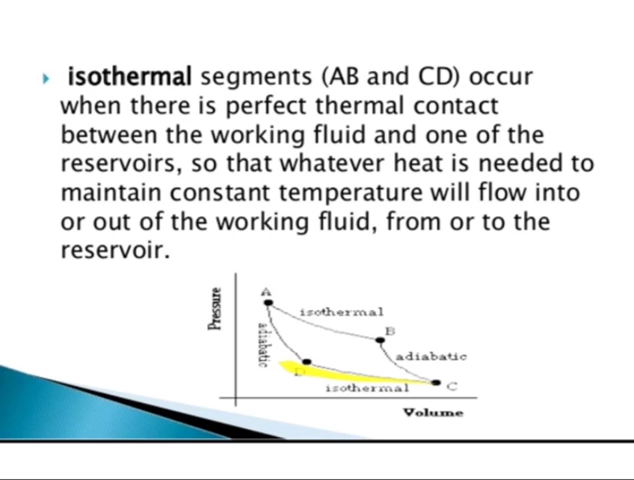 isothermal segments (AB and CD) occur
when there is perfect thermal contact
between the working fluid and one of the
reservoirs, so that whatever heat is needed to
maintain constant temperature will flow into
or out of the working fluid, from or to the
reservoir.
Pressure
A
isothermal
B
adiabatic
adiabatic
D
isothermal
C
Volume